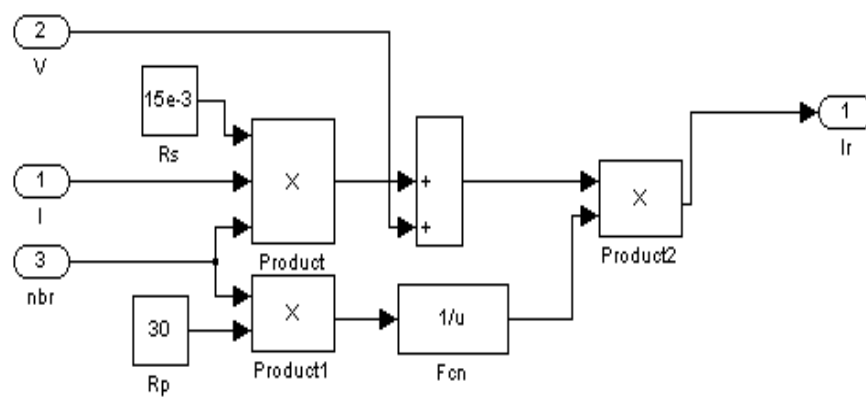 2
V
15e-3
Rs
1
I
3
nbr
30
Rp
X
Product
X
Product1
+
+
1/u
Fcn
X
Product2
1
Ir